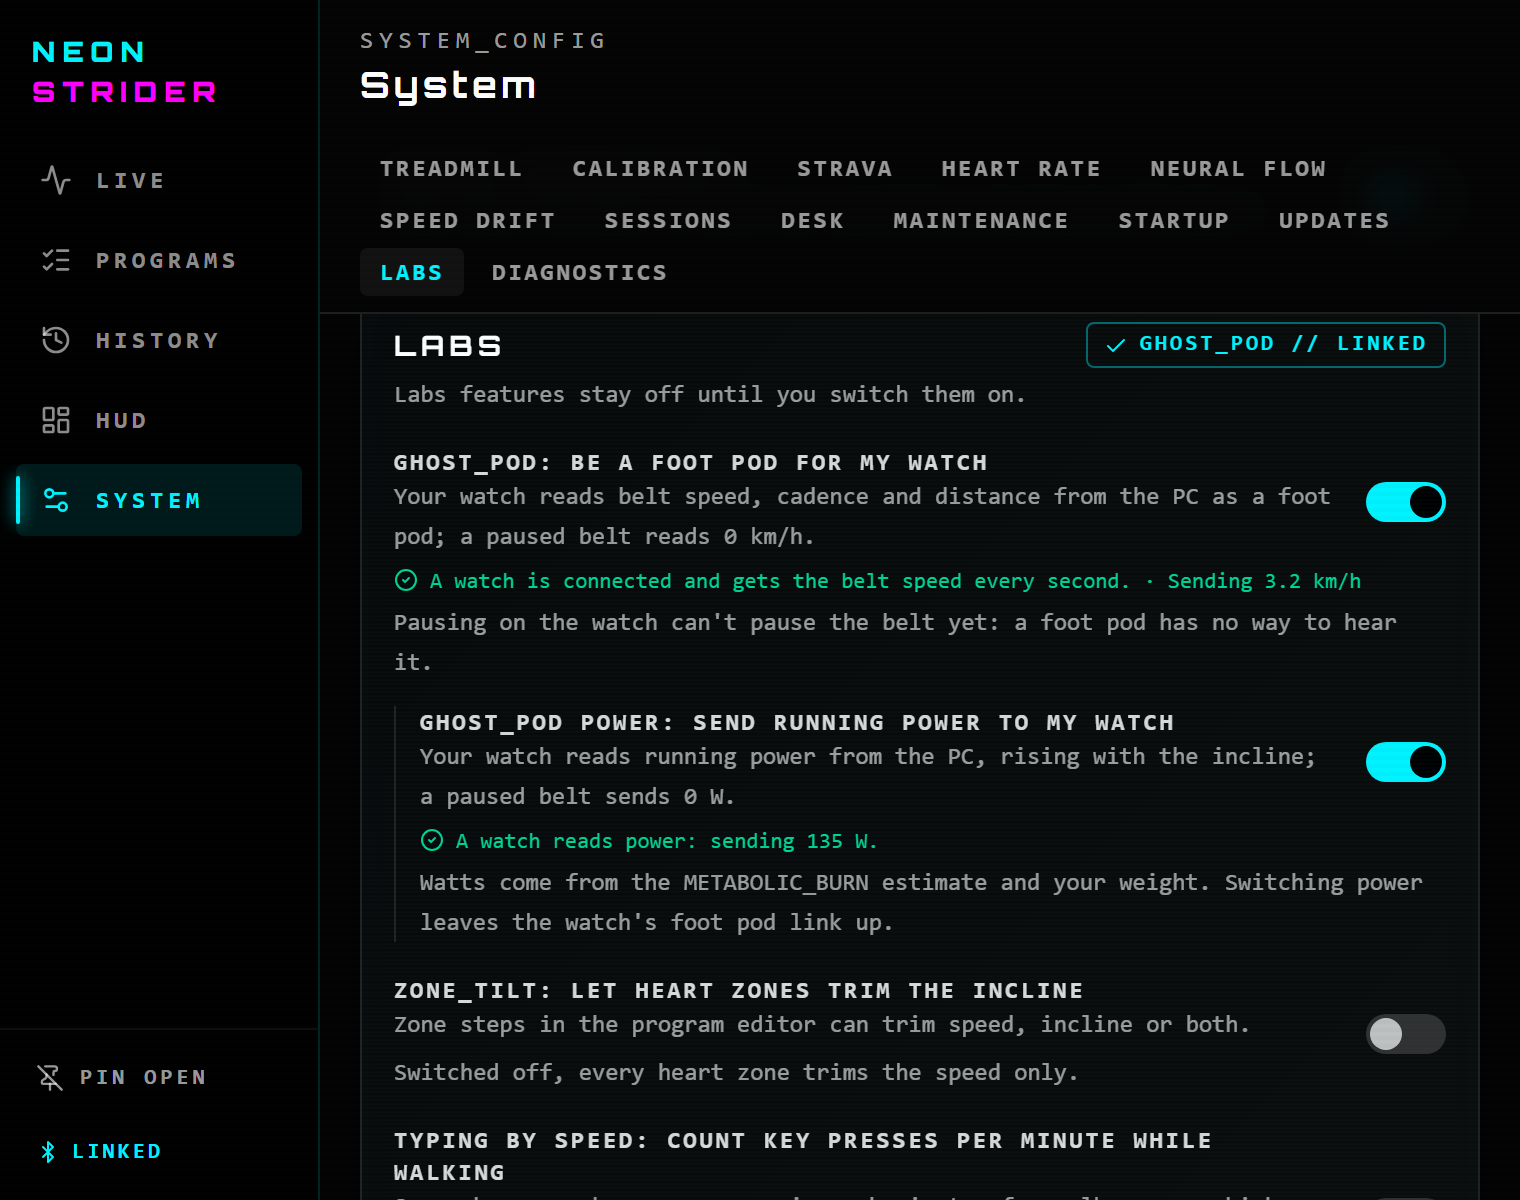 NEON
STRIDER
LIVE
PROGRAMS
HISTORY
HUD
SYSTEM
PIN OPEN
LINKED
SYSTEM_CONFIG
System
TREADMILL CALIBRATION STRAVA HEART RATE NEURAL FLOW
SPEED DRIFT SESSIONS DESK MAINTENANCE STARTUP UPDATES
LABS DIAGNOSTICS
LABS
GHOST_POD // LINKED
Labs features stay off until you switch them on.
GHOST_POD: BE A FOOT POD FOR MY WATCH
Your watch reads belt speed, cadence and distance from the PC as a foot
pod; a paused belt reads 0 km/h.
A watch is connected and gets the belt speed every second. · Sending 3.2 km/h
Pausing on the watch can't pause the belt yet: a foot pod has no way to hear
it.
GHOST_POD POWER: SEND RUNNING POWER TO MY WATCH
Your watch reads running power from the PC, rising with the incline;
a paused belt sends 0 W.
A watch reads power: sending 135 W.
Watts come from the METABOLIC_BURN estimate and your weight. Switching power
leaves the watch's foot pod link up.
ZONE_TILT: LET HEART ZONES TRIM THE INCLINE
Zone steps in the program editor can trim speed, incline or both.
Switched off, every heart zone trims the speed only.
TYPING BY SPEED: COUNT KEY PRESSES PER MINUTE WHILE
WALKING